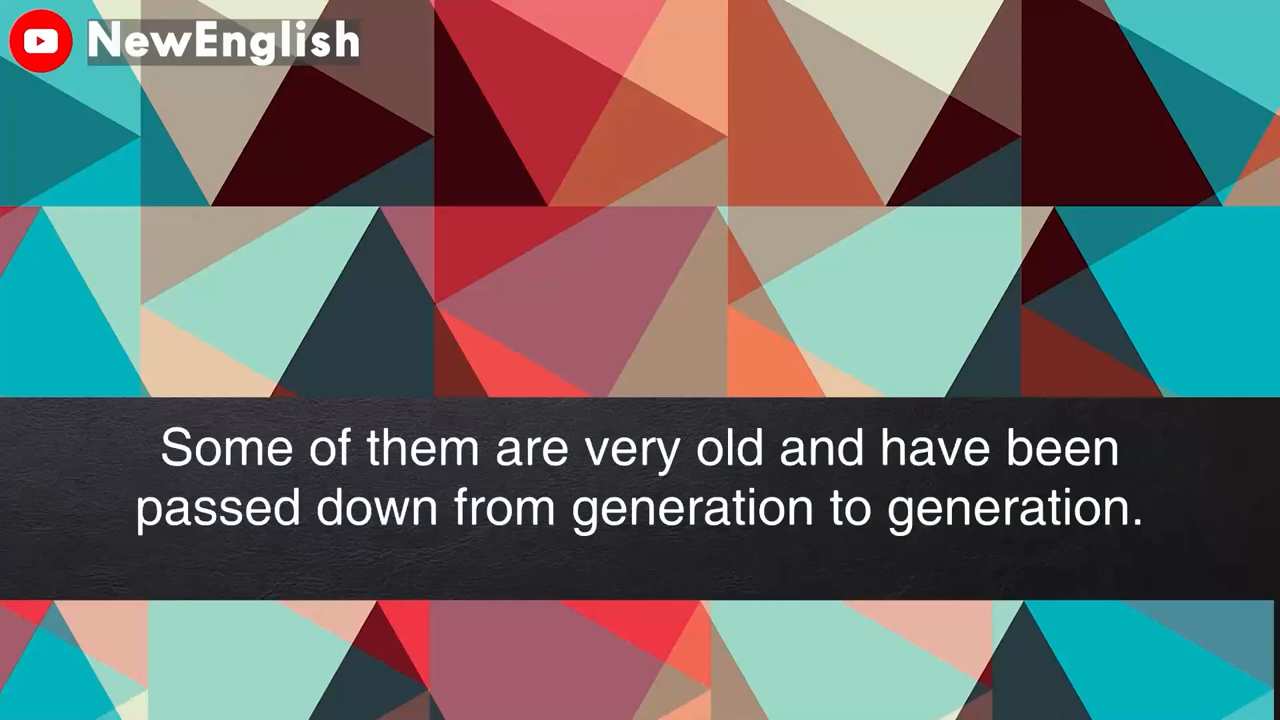 NewEnglish
Some of them are very old and have been
passed down from generation to generation.